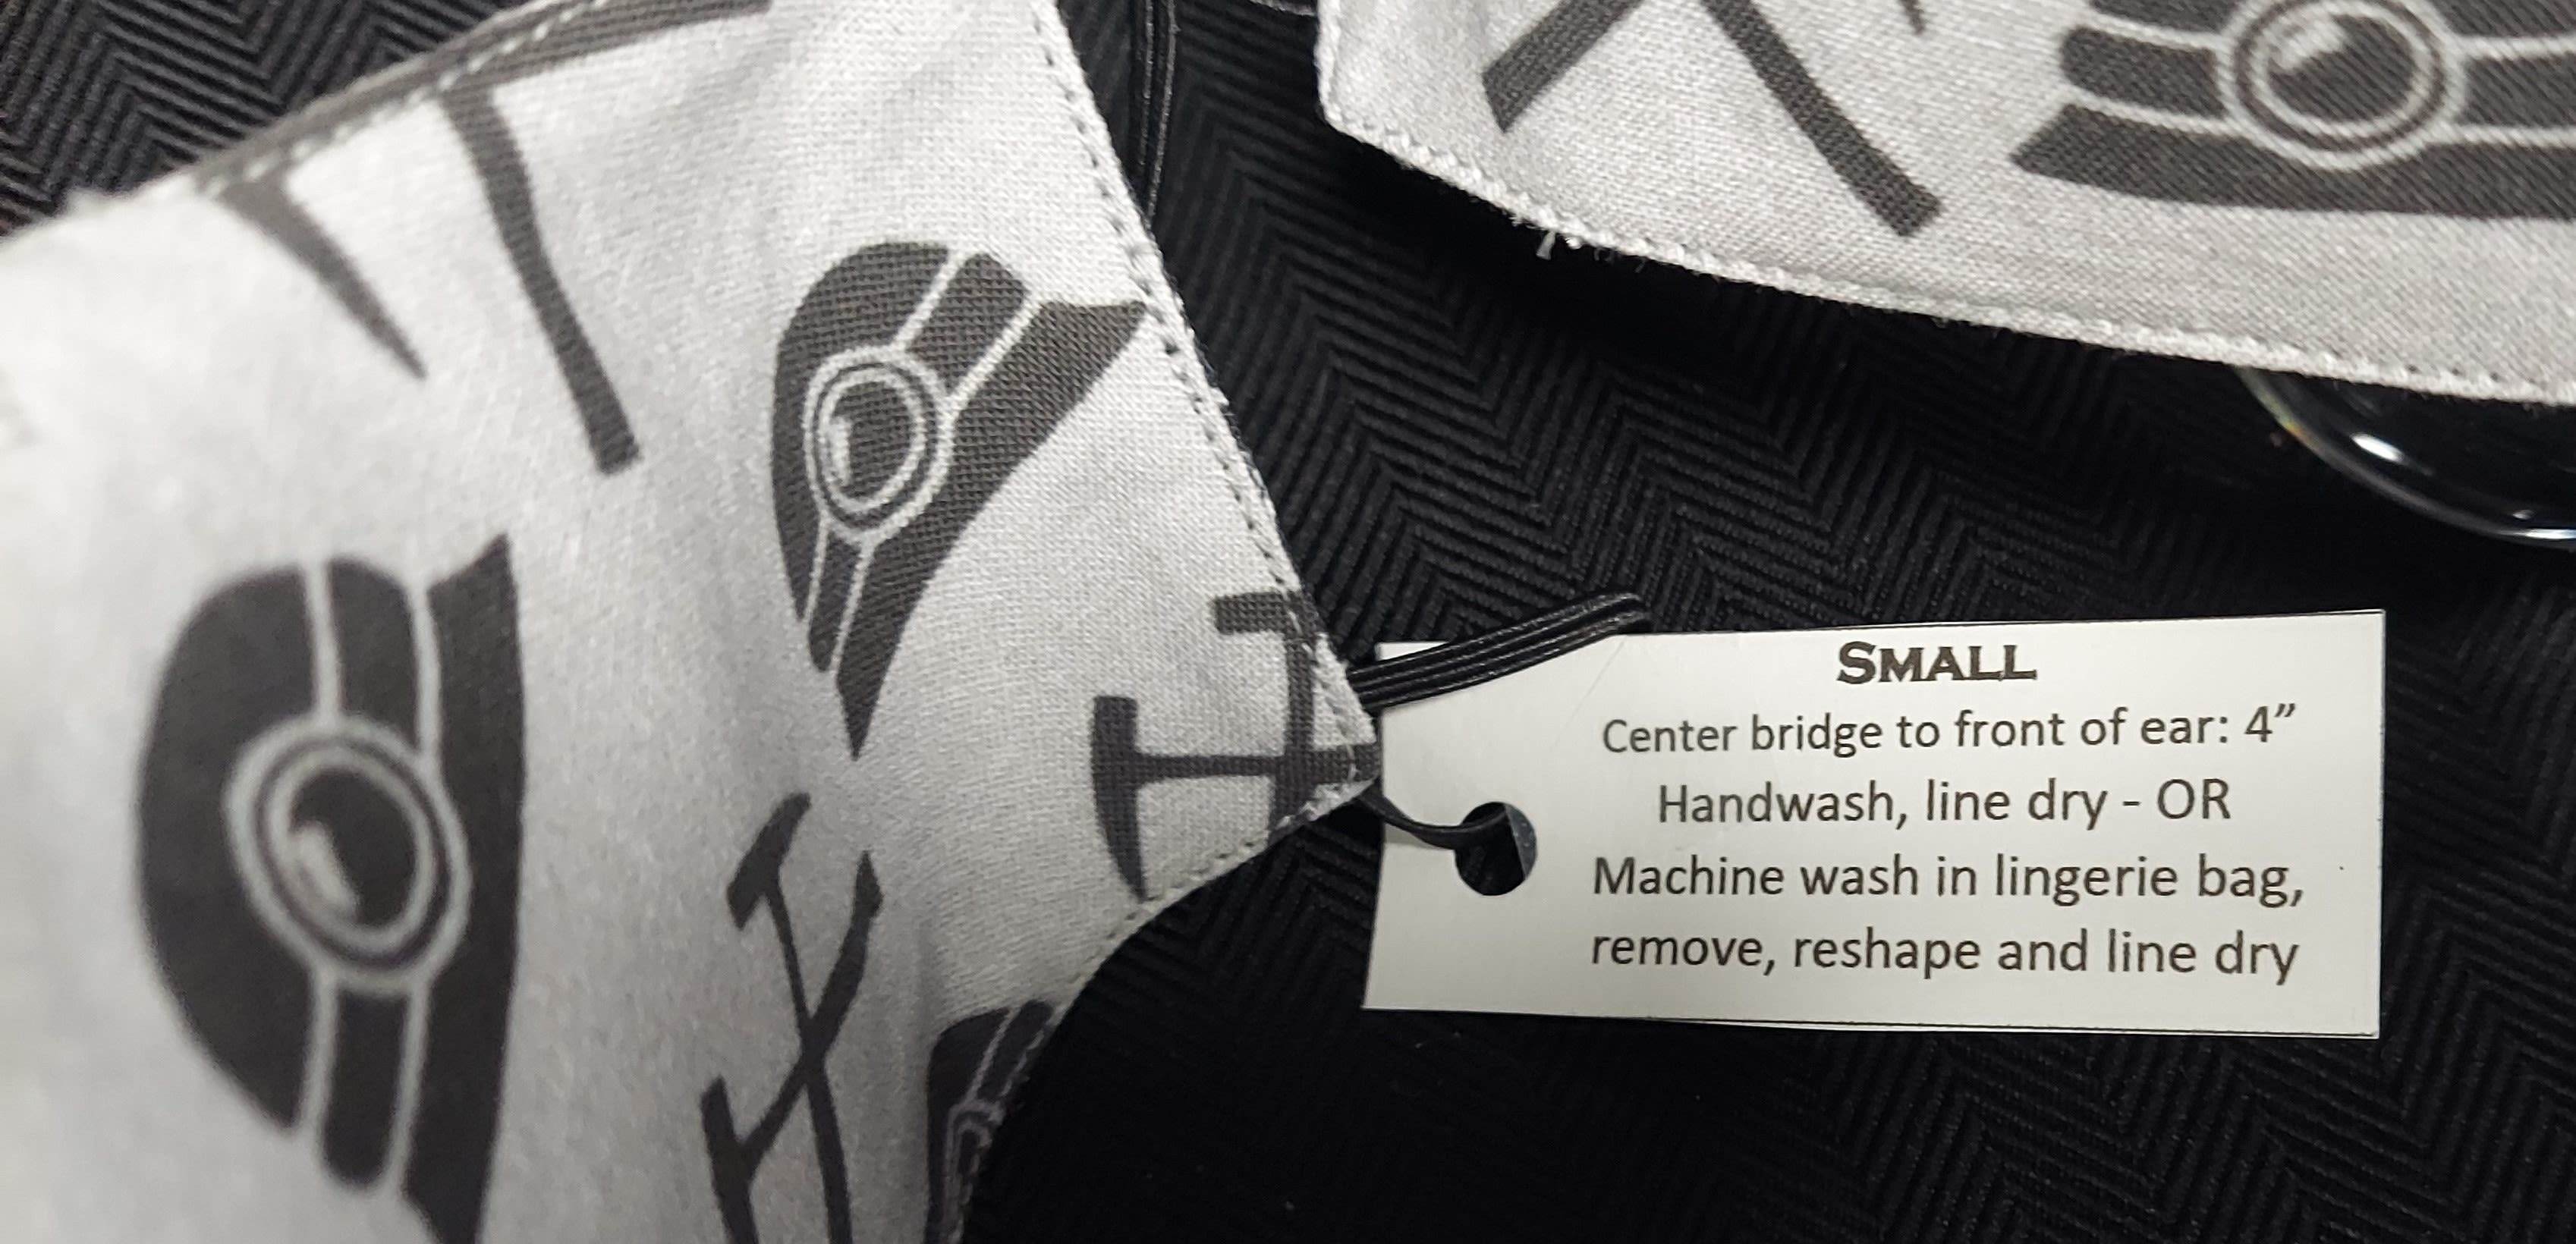 SMALL
Center bridge to front of ear: 4”
Handwash, line dry - OR
Machine wash in lingerie bag,
remove, reshape and line dry